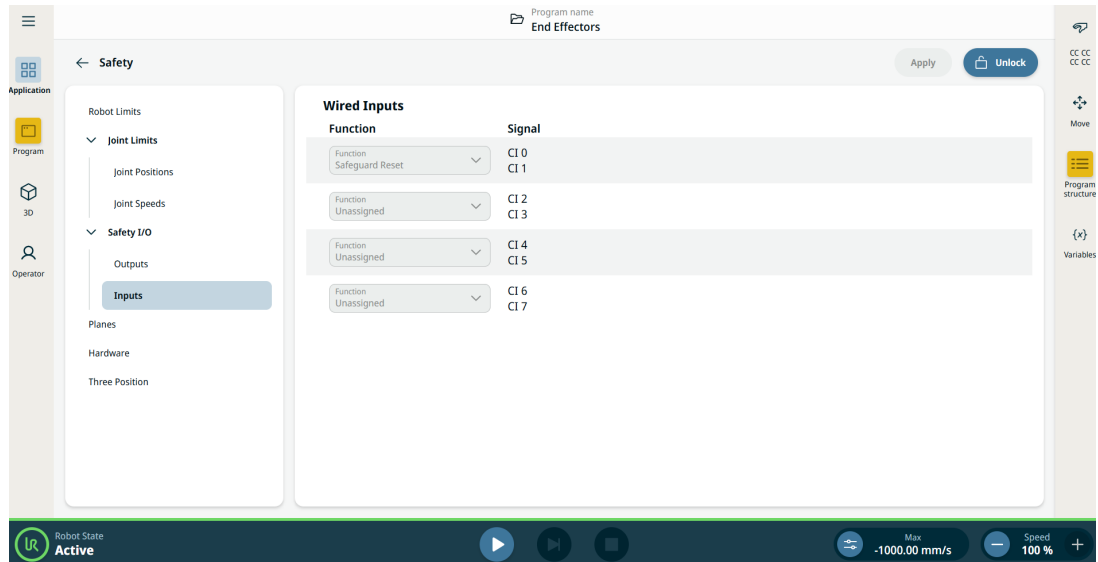 Program name
End Effectors
Application
Program
3D
Operator
Safety
Apply
Unlock
Robot Limits
Joint Limits
Joint Positions
Joint Speeds
Safety I/O
Outputs
Inputs
Planes
Hardware
Three Position
Wired Inputs
Function
Signal
Function
Safeguard Reset
CI 0
CI 1
Function
Unassigned
CI 2
CI 3
Function
Unassigned
CI 4
CI 5
Function
Unassigned
CI 6
CI 7
CC CC
CC CC
Move
Program
structure
{x}
Variables
UR
Robot State
Active
Max
-1000.00 mm/s
Speed
100 %